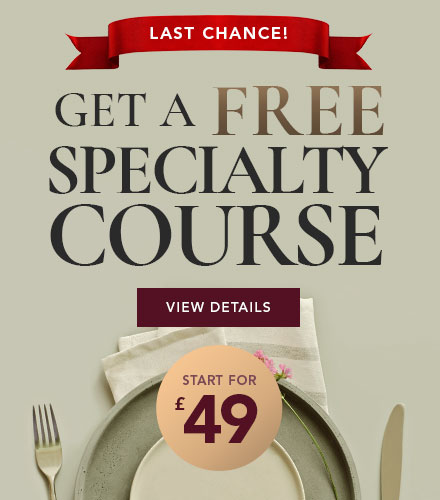 LAST CHANCE!
GET A FREE
SPECIALTY
COURSE
VIEW DETAILS
START FOR
£49